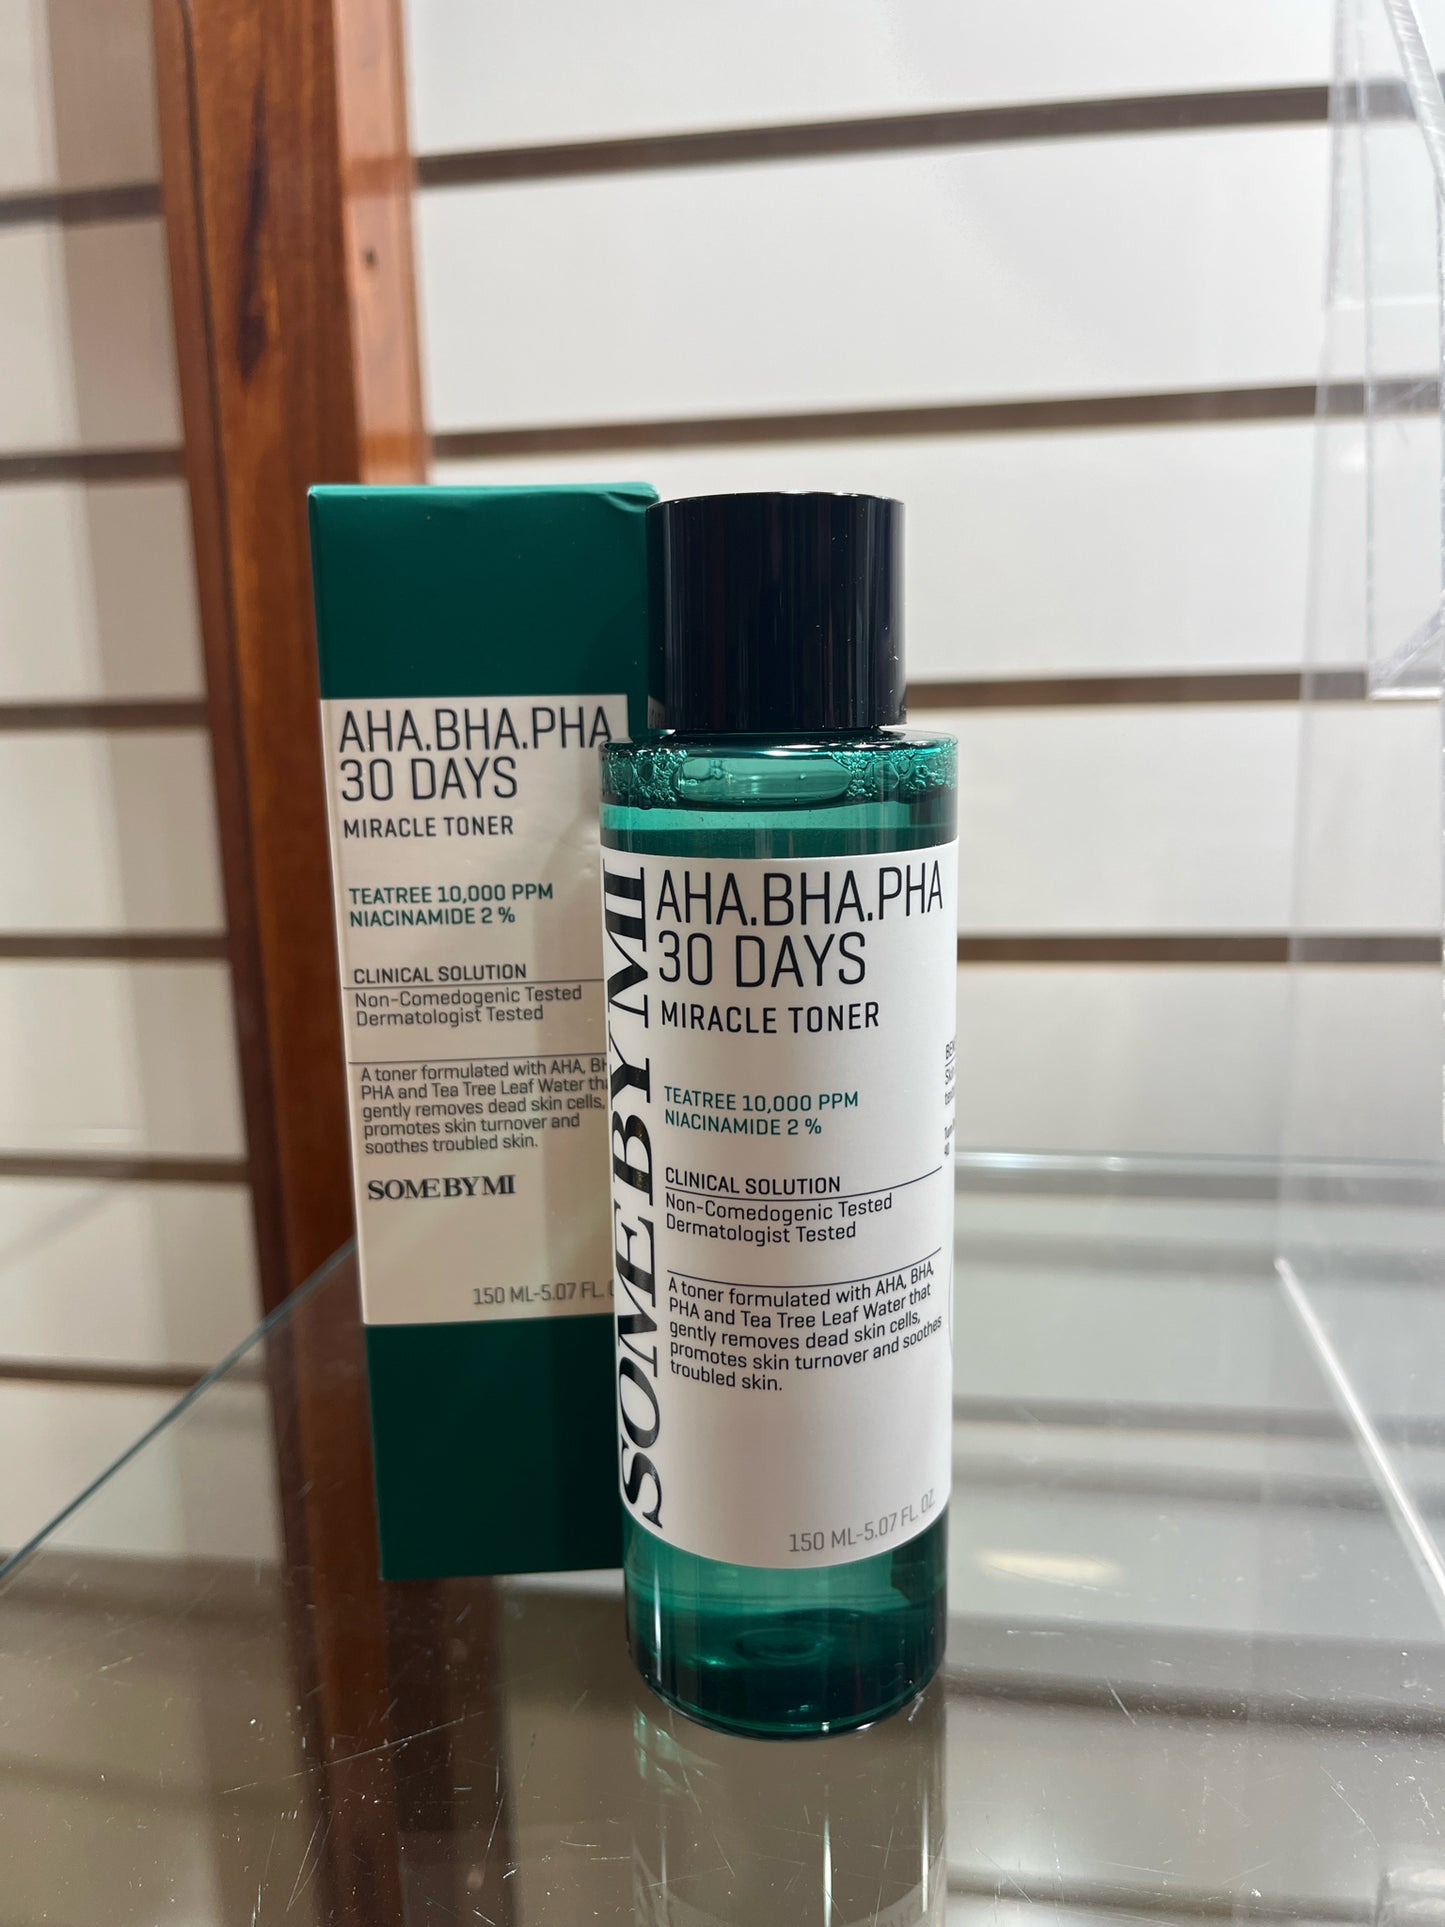 AHA.BHA.PHA
30 DAYS
MIRACLE TONER
TEATREE 10,000 PPM
NIACINAMIDE 2 %
CLINICAL SOLUTION
Non-Comedogenic Tested
Dermatologist Tested
A toner formulated with AHA,
PHA and Tea Tree Leaf Water
gently removes dead skin cells,
promotes skin turnover and
soothes troubled skin.
SOME BY MI
150 ML-5.07 FL.
SOME BY MI
AHA.BHA.PHA
30 DAYS
MIRACLE TONER
TEATREE 10,000 PPM
NIACINAMIDE 2 %
CLINICAL SOLUTION
Non-Comedogenic Tested
Dermatologist Tested
A toner formulated with AHA, BHA,
PHA and Tea Tree Leaf Water that
gently removes dead skin cells,
promotes skin turnover and soothes
troubled skin.
150 ML-5.07 FL. OZ.